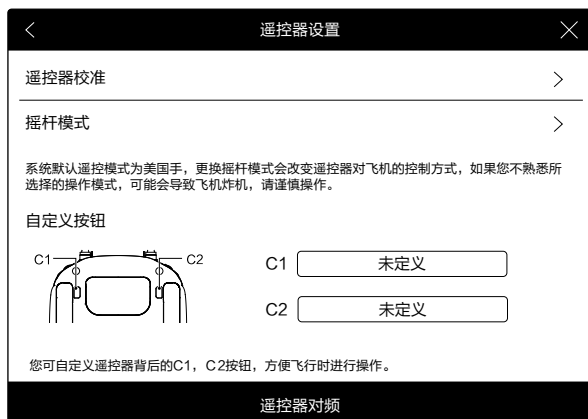 遥控器设置
遥控器校准
摇杆模式
系统默认遥控模式为美国手，更换摇杆模式会改变遥控器对飞机的控制方式，如果您不熟悉所
选择的操作模式，可能会导致飞机炸机，请谨慎操作。
自定义按钮
C1 C2
C1 未定义
C2 未定义
您可自定义遥控器背后的C1，C2按钮，方便飞行时进行操作。
遥控器对频